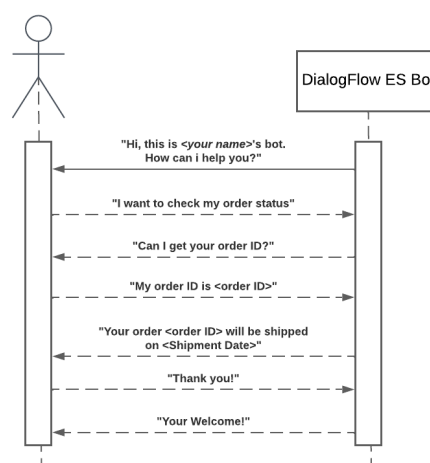 DialogFlow ES Bo
"Hi, this is <your name>'s bot.
How can i help you?"
"I want to check my order status"
"Can I get your order ID?"
"My order ID is <order ID>"
"Your order <order ID> will be shipped
on <Shipment Date>"
"Thank you!"
"Your Welcome!"